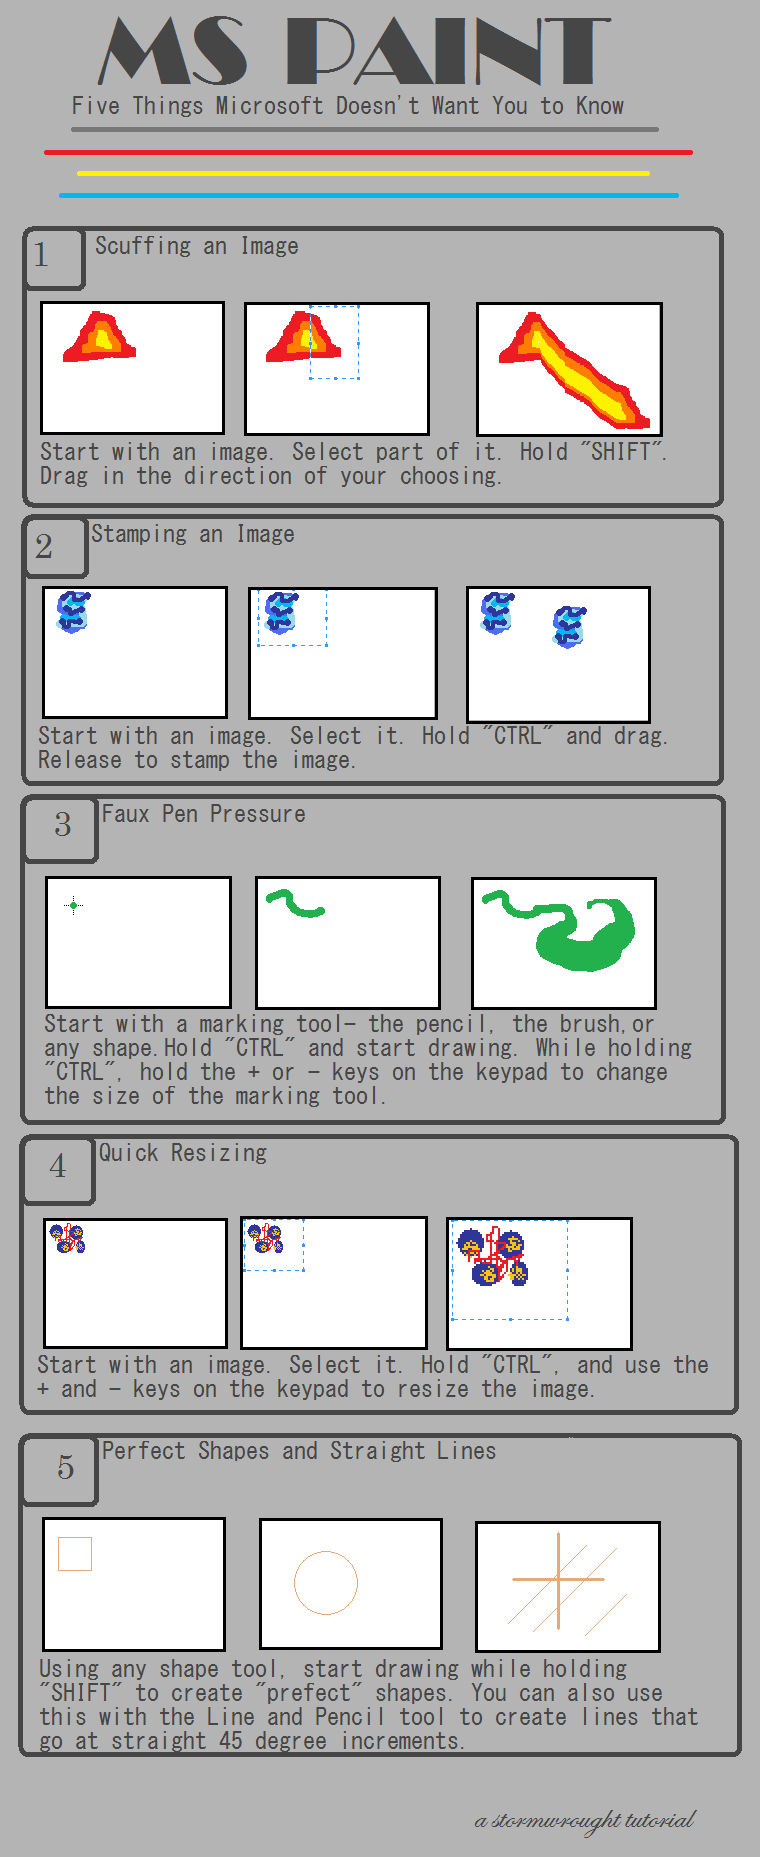 MS PAINT
Five Things Microsoft Doesn't Want You to Know
1
Scuffing an Image
Start with an image. Select part of it. Hold "SHIFT".
Drag in the direction of your choosing.
2
Stamping an Image
Start with an image. Select it. Hold "CTRL" and drag.
Release to stamp the image.
3
Faux Pen Pressure
Start with a marking tool- the pencil, the brush,or
any shape.Hold "CTRL" and start drawing. While holding
"CTRL", hold the + or - keys on the keypad to change
the size of the marking tool.
4
Quick Resizing
Start with an image. Select it. Hold "CTRL", and use the
+ and - keys on the keypad to resize the image.
5
Perfect Shapes and Straight Lines
Using any shape tool, start drawing while holding
"SHIFT" to create "prefect" shapes. You can also use
this with the Line and Pencil tool to create lines that
go at straight 45 degree increments.
a stormwrought tutorial